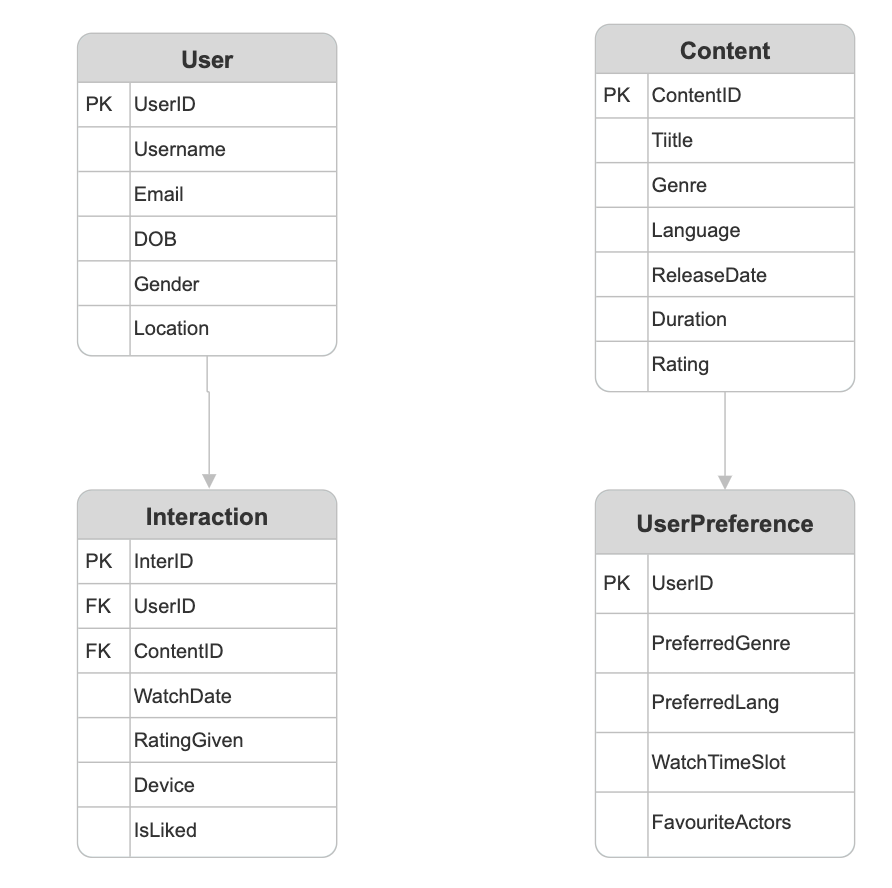 User
PK UserID
Username
Email
DOB
Gender
Location
Content
PK ContentID
Tiitle
Genre
Language
ReleaseDate
Duration
Rating
Interaction
PK InterID
FK UserID
FK ContentID
WatchDate
RatingGiven
Device
IsLiked
UserPreference
PK UserID
PreferredGenre
PreferredLang
WatchTimeSlot
FavouriteActors